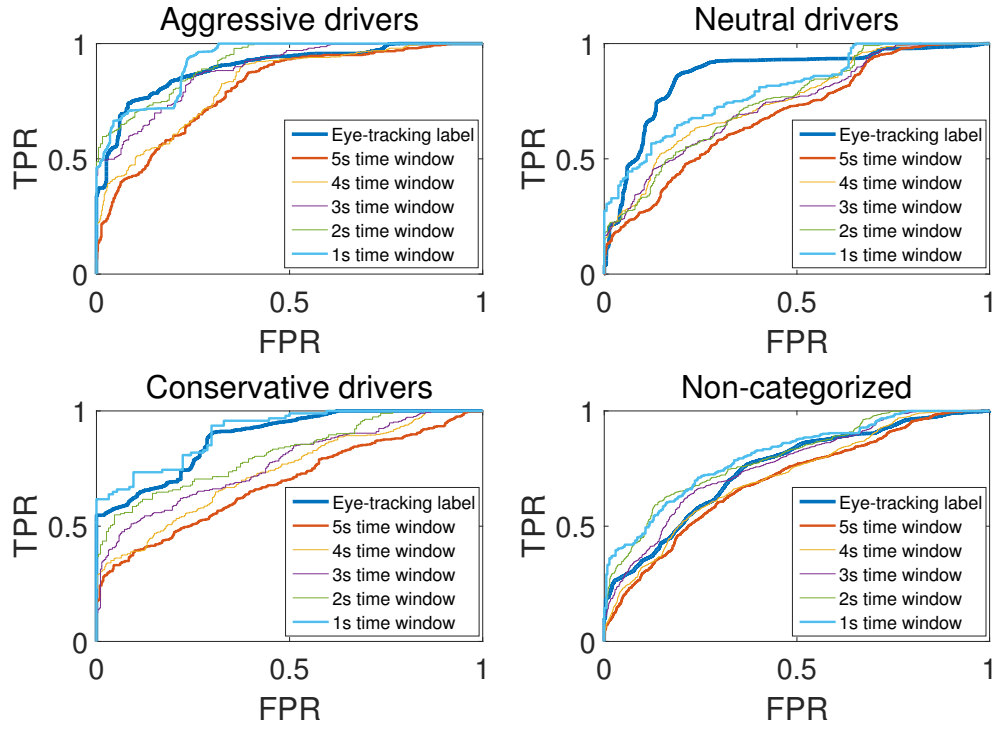 Aggressive drivers
1
0.5
0
TPR
Eye-tracking label
5s time window
4s time window
3s time window
2s time window
1s time window
0
0.5
1
FPR
Neutral drivers
1
0.5
0
TPR
Eye-tracking label
5s time window
4s time window
3s time window
2s time window
1s time window
0
0.5
1
FPR
Conservative drivers
1
0.5
0
TPR
Eye-tracking label
5s time window
4s time window
3s time window
2s time window
1s time window
0
0.5
1
FPR
Non-categorized
1
0.5
0
TPR
Eye-tracking label
5s time window
4s time window
3s time window
2s time window
1s time window
0
0.5
1
FPR